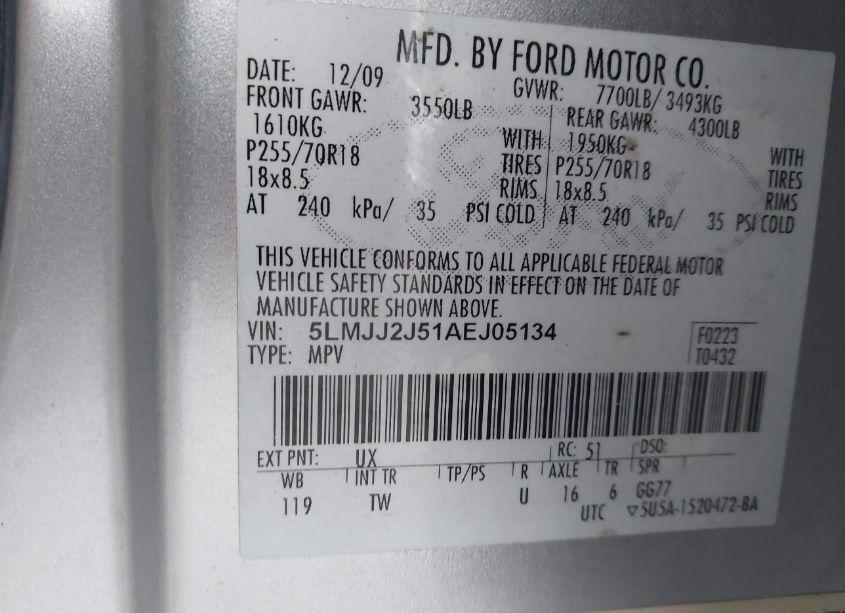 MFD. BY FORD MOTOR CO.
DATE: 12/09 GVWR: 7700LB/ 3493KG
FRONT GAWR: 3550LB REAR GAWR: 4300LB
1610KG WITH 1950KG WITH
P255/70R18 TIRES P255/70R18 TIRES
18x8.5 RIMS 18x8.5 RIMS
AT 240 kPa/ 35 PSI COLD AT 240 kPa/ 35 PSI COLD
THIS VEHICLE CONFORMS TO ALL APPLICABLE FEDERAL MOTOR
VEHICLE SAFETY STANDARDS IN EFFECT ON THE DATE OF
MANUFACTURE SHOWN ABOVE.
VIN: 5LMJJ2J51AEJ05134 F0223
TYPE: MPV T0432
EXT PNT: UX RC: 51 DSO:
WB INT TR TP/PS R AXLE TR SPR
119 TW U 16 6 GG77
UTC ▽5U5A-1520472-BA